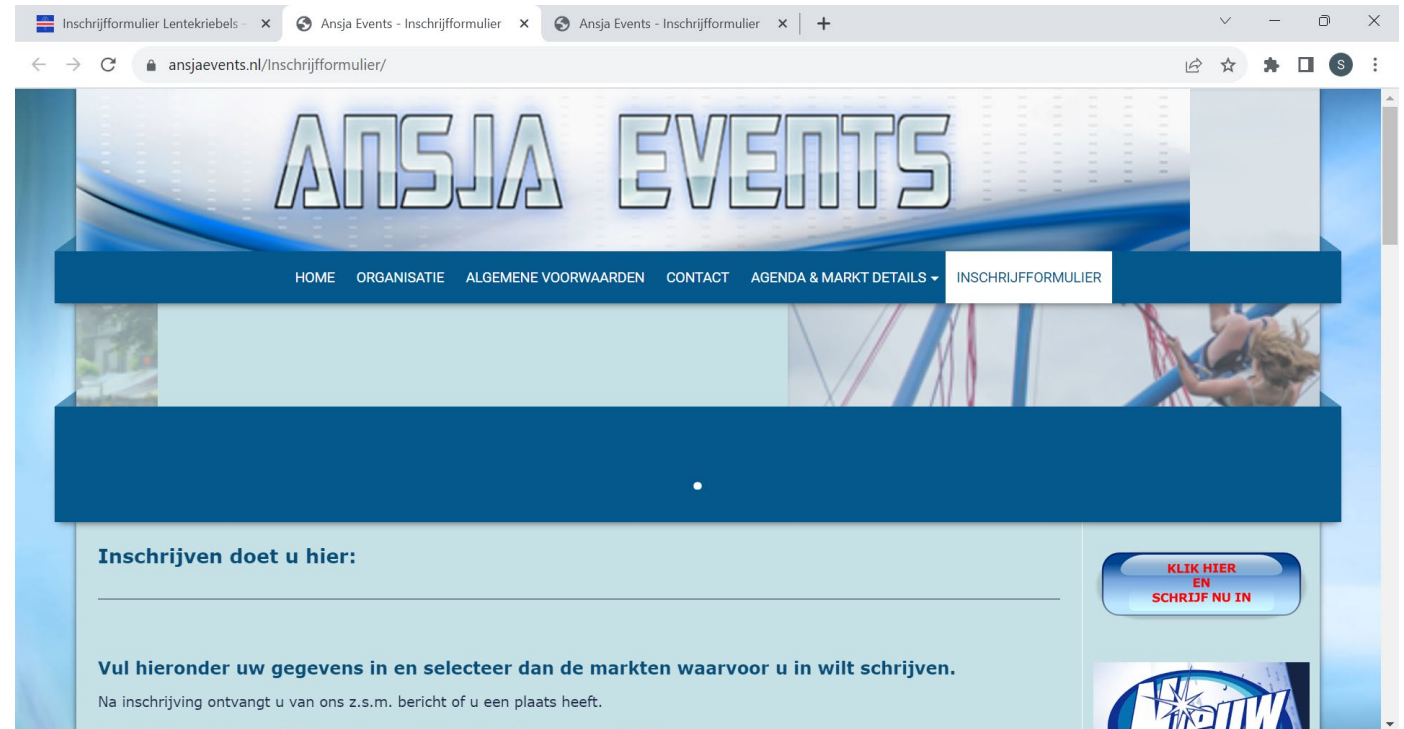 Inschrijfformulier Lentekriebels -
Ansja Events - Inschrijfformulier
Ansja Events - Inschrijfformulier
ansjaevents.nl/Inschrijfformulier/
S
ANSJA EVENTS
HOME ORGANISATIE ALGEMENE VOORWAARDEN CONTACT AGENDA & MARKT DETAILS INSCHRIJFFORMULIER
Inschrijven doet u hier:
KLIK HIER
EN
SCHRIJF NU IN
Vul hieronder uw gegevens in en selecteer dan de markten waarvoor u in wilt schrijven.
Na inschrijving ontvangt u van ons z.s.m. bericht of u een plaats heeft.
Nieuw